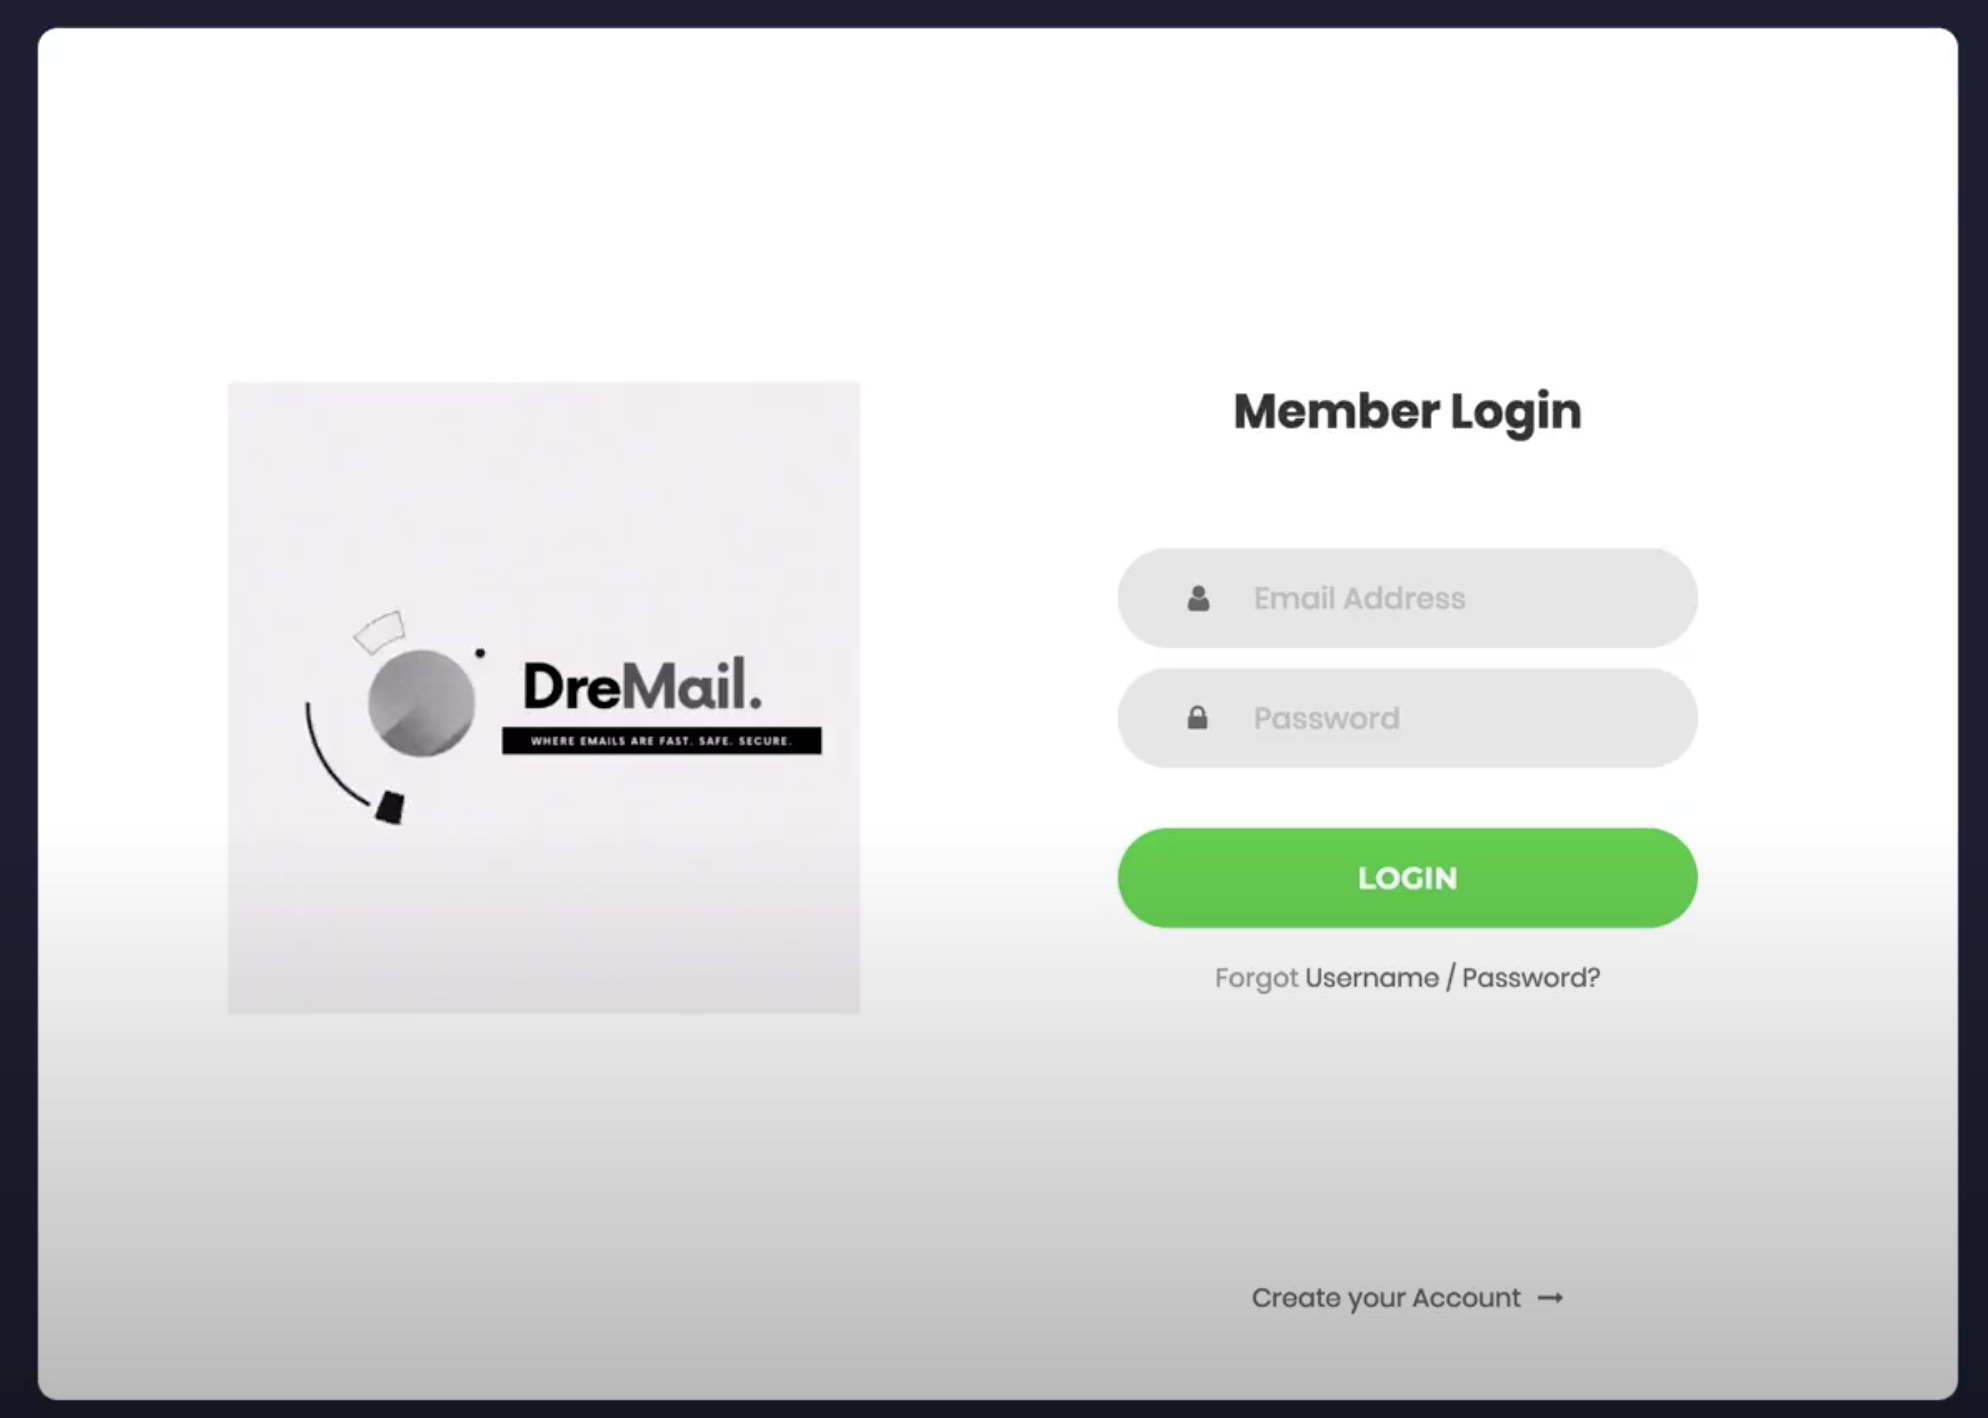 DreMail.
WHERE EMAILS ARE FAST. SAFE. SECURE.
Member Login
Email Address
Password
LOGIN
Forgot Username / Password?
Create your Account →